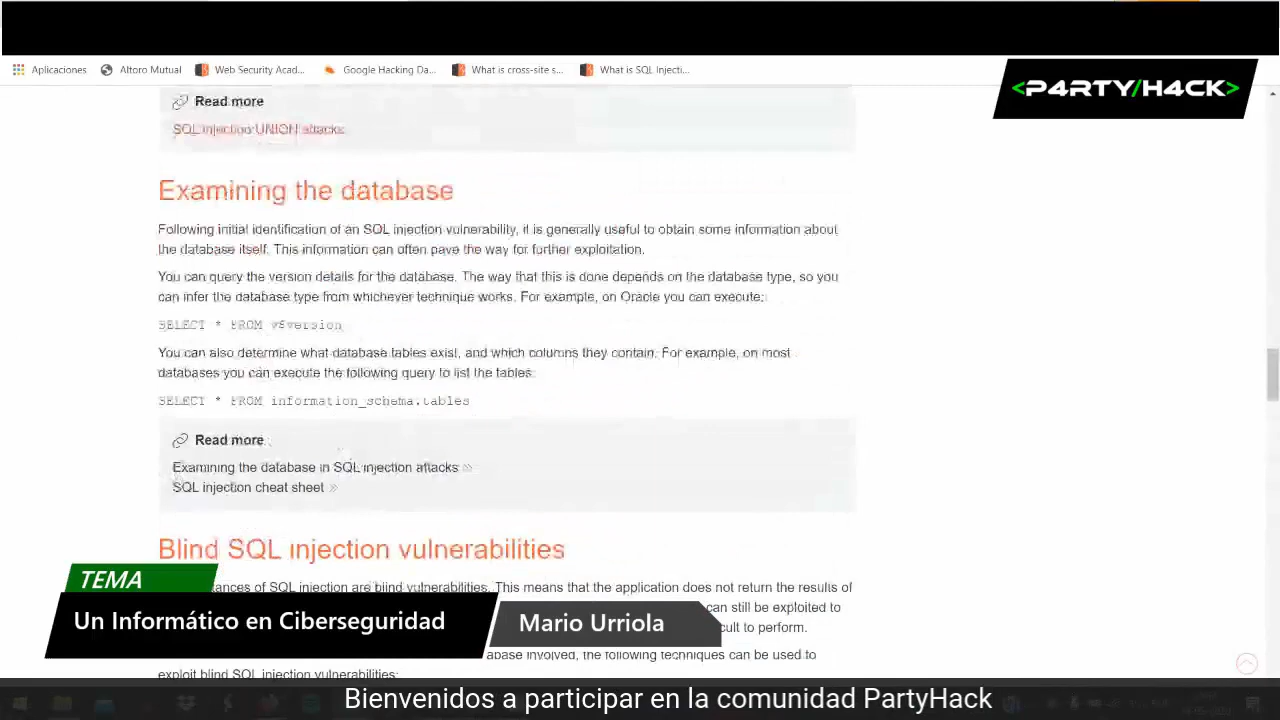 Aplicaciones Altoro Mutual Web Security Acad... Google Hacking Da... What is cross-site s... What is SQL Injecti...
<P4RTY/H4CK>
Read more
SQL injection UNION attacks
Examining the database
Following initial identification of an SQL injection vulnerability, it is generally useful to obtain some information about
the database itself. This information can often pave the way for further exploitation.
You can query the version details for the database. The way that this is done depends on the database type, so you
can infer the database type from whichever technique works. For example, on Oracle you can execute:
SELECT * FROM v$version
You can also determine what database tables exist, and which columns they contain. For example, on most
databases you can execute the following query to list the tables:
SELECT * FROM information_schema.tables
Read more
Examining the database in SQL injection attacks »
SQL injection cheat sheet »
Blind SQL injection vulnerabilities
TEMA
of SQL injection are blind vulnerabilities. This means that the application does not return the results of
can still be exploited to
Un Informático en Ciberseguridad
Mario Urriola
to perform.
involved, the following techniques can be used to
exploit blind SQL injection vulnerabilities:
Bienvenidos a participar en la comunidad PartyHack